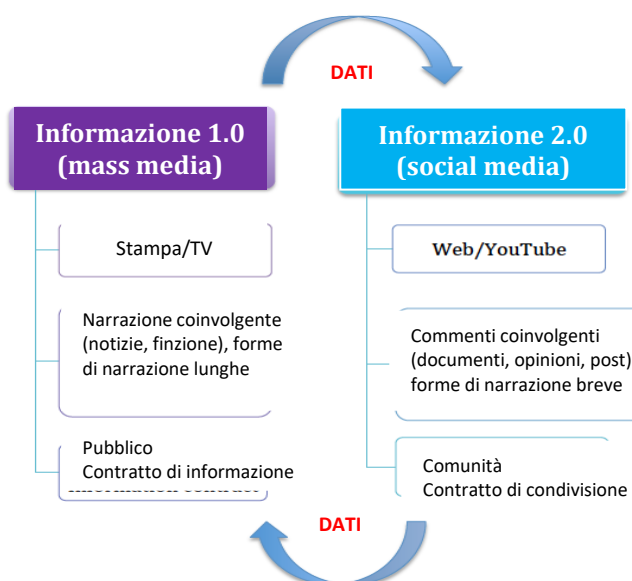 DATI
Informazione 1.0
(mass media)
Stampa/TV
Narrazione coinvolgente
(notizie, finzione), forme
di narrazione lunghe
Pubblico
Contratto di informazione
Informazione 2.0
(social media)
Web/YouTube
Commenti coinvolgenti
(documenti, opinioni, post)
forme di narrazione breve
Comunità
Contratto di condivisione
DATI